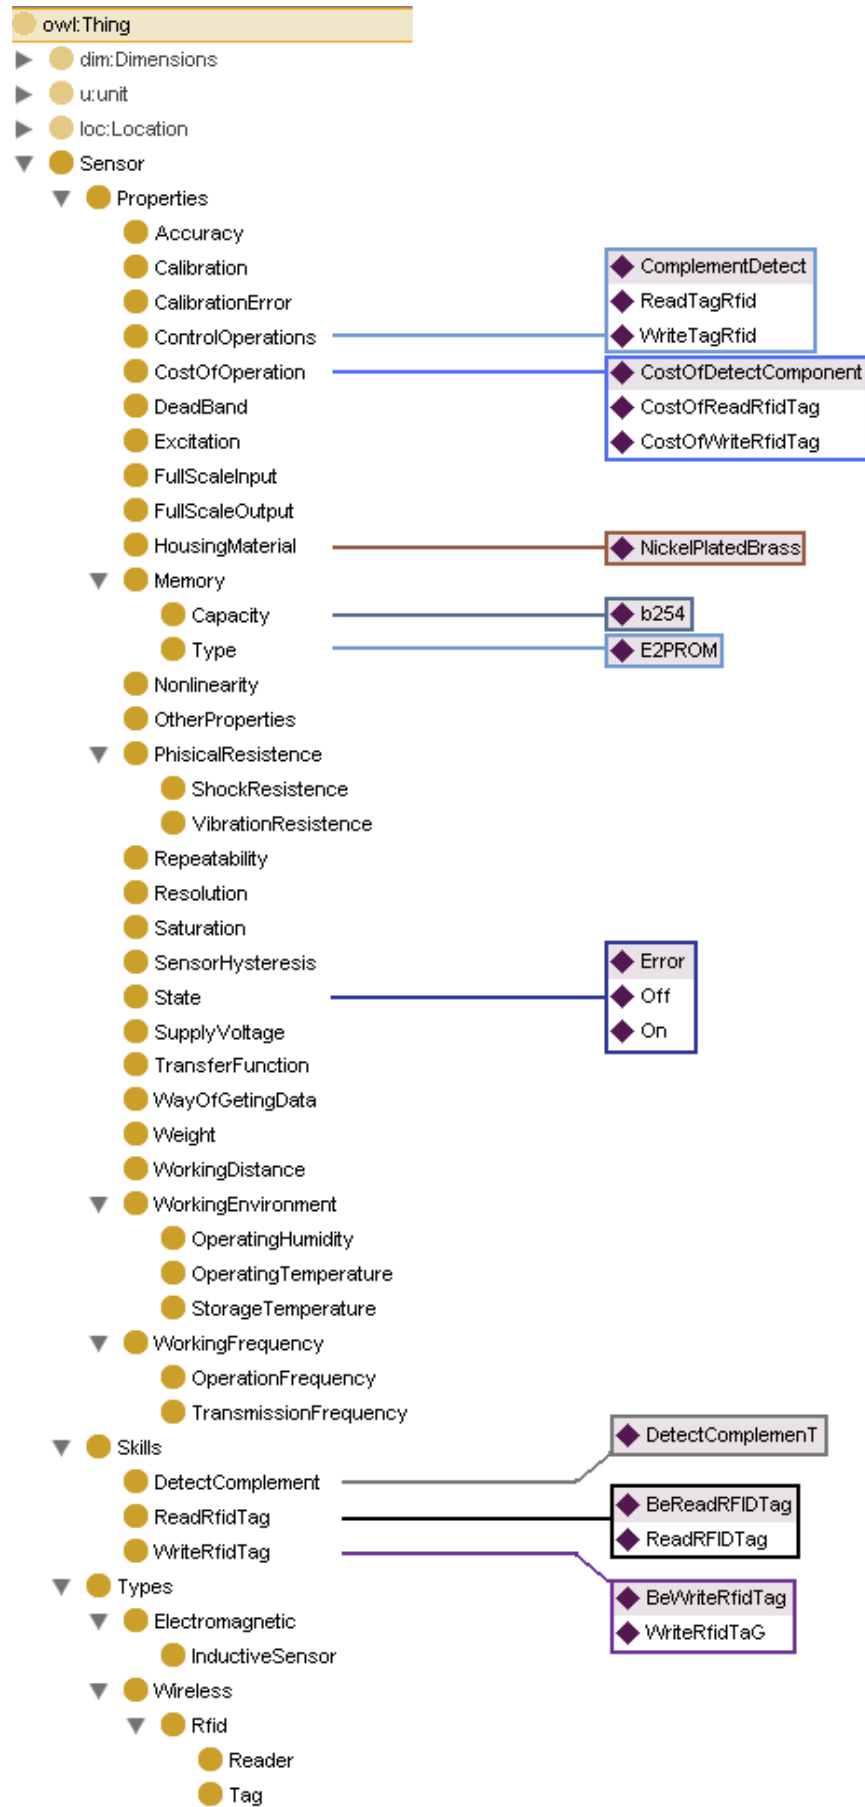 owl:Thing
dim:Dimensions
u:unit
loc:Location
Sensor
Properties
Accuracy
Calibration
ComplementDetect
CalibrationError
ReadTagRfid
ControlOperations
WriteTagRfid
CostOfOperation
CostOfDetectComponent
DeadBand
CostOfReadRfidTag
Excitation
CostOfWriteRfidTag
FullScaleInput
FullScaleOutput
HousingMaterial
NickelPlatedBrass
Memory
Capacity
b254
Type
E2PROM
Nonlinearity
OtherProperties
PhisicalResistence
ShockResistence
VibrationResistence
Repeatability
Resolution
Saturation
SensorHysteresis
Error
State
Off
SupplyVoltage
On
TransferFunction
WayOfGetingData
Weight
WorkingDistance
WorkingEnvironment
OperatingHumidity
OperatingTemperature
StorageTemperature
WorkingFrequency
OperationFrequency
TransmissionFrequency
DetectComplemenT
Skills
DetectComplement
BeReadRFIDTag
ReadRfidTag
ReadRFIDTag
WriteRfidTag
BeWriteRfidTag
Types
WriteRfidTaG
Electromagnetic
InductiveSensor
Wireless
Rfid
Reader
Tag